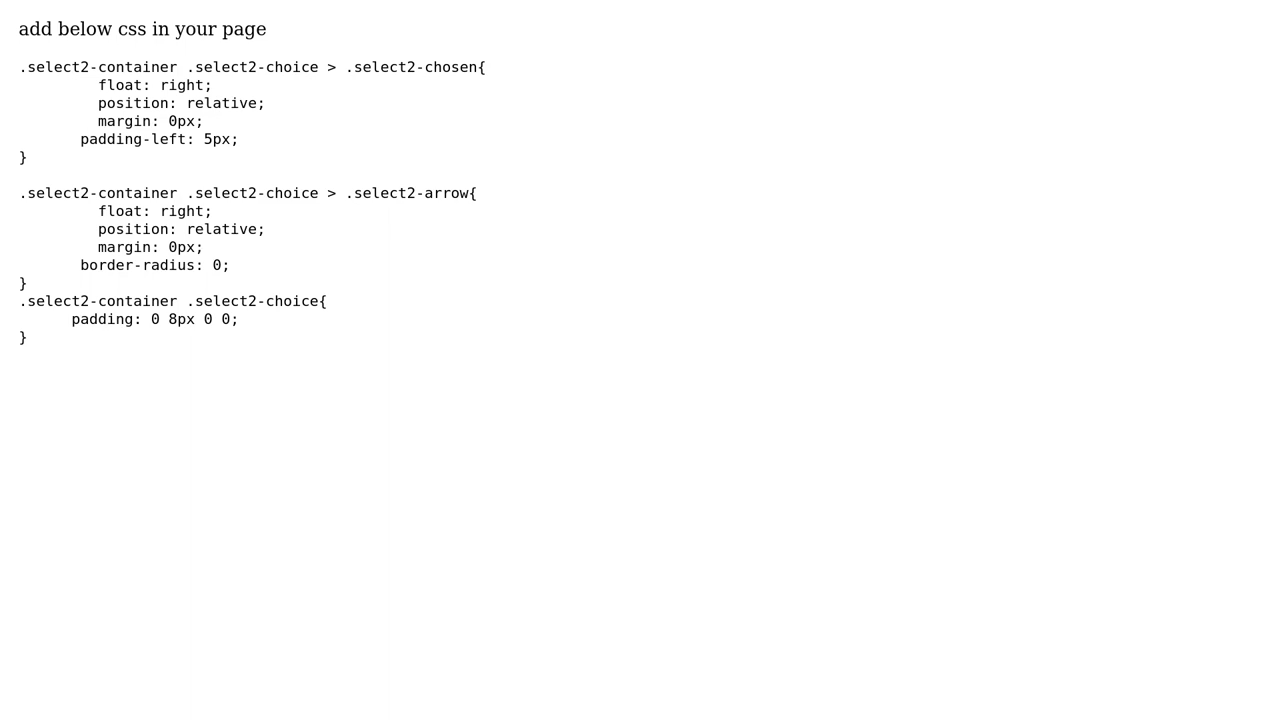 add below css in your page
.select2-container .select2-choice > .select2-chosen{
         float: right;
         position: relative;
         margin: 0px;
       padding-left: 5px;
}
.select2-container .select2-choice > .select2-arrow{
         float: right;
         position: relative;
         margin: 0px;
       border-radius: 0;
}
.select2-container .select2-choice{
      padding: 0 8px 0 0;
}